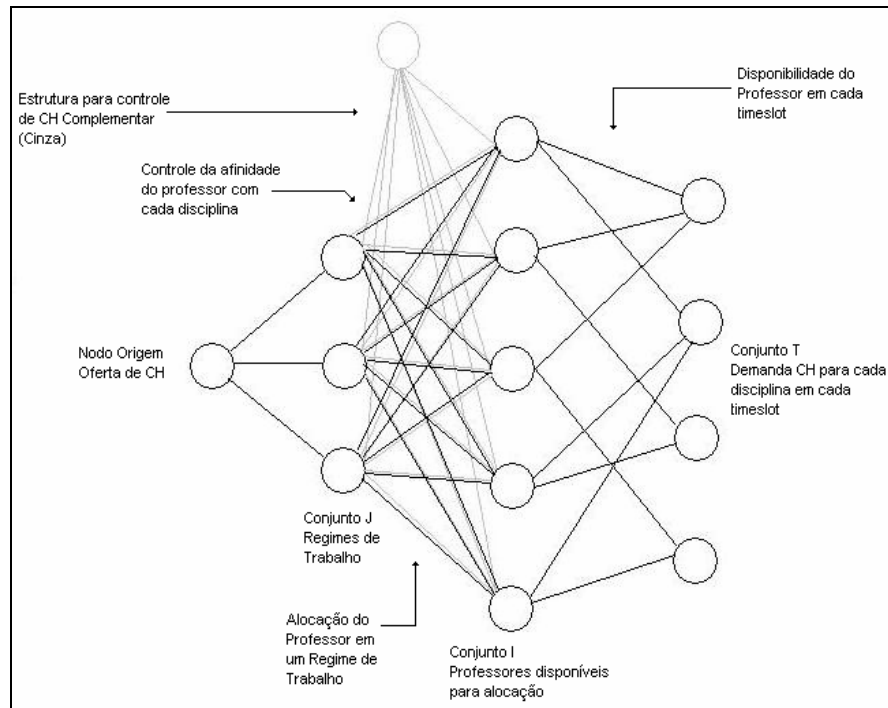 Disponibilidade do
Professor em cada
timeslot
Estrutura para controle
de CH Complementar
(Cinza)
Controle da afinidade
do professor com
cada disciplina
Nodo Origem
Oferta de CH
Conjunto T
Demanda CH para cada
disciplina em cada
timeslot
Conjunto J
Regimes de
Trabalho
Alocação do
Professor em
um Regime de
Trabalho
Conjunto I
Professores disponíveis
para alocação